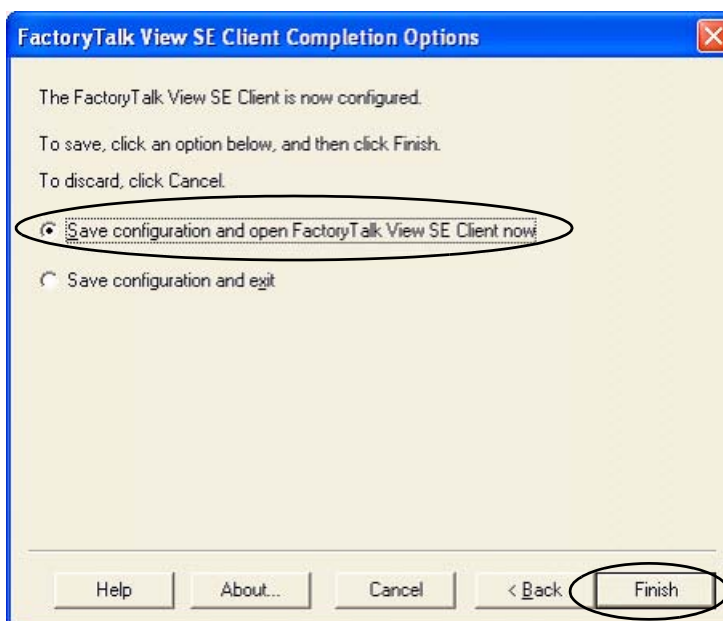 FactoryTalk View SE Client Completion Options
The FactoryTalk View SE Client is now configured.
To save, click an option below, and then click Finish.
To discard, click Cancel.
Save configuration and open FactoryTalk View SE Client now
Save configuration and exit
Help About... Cancel < Back Finish